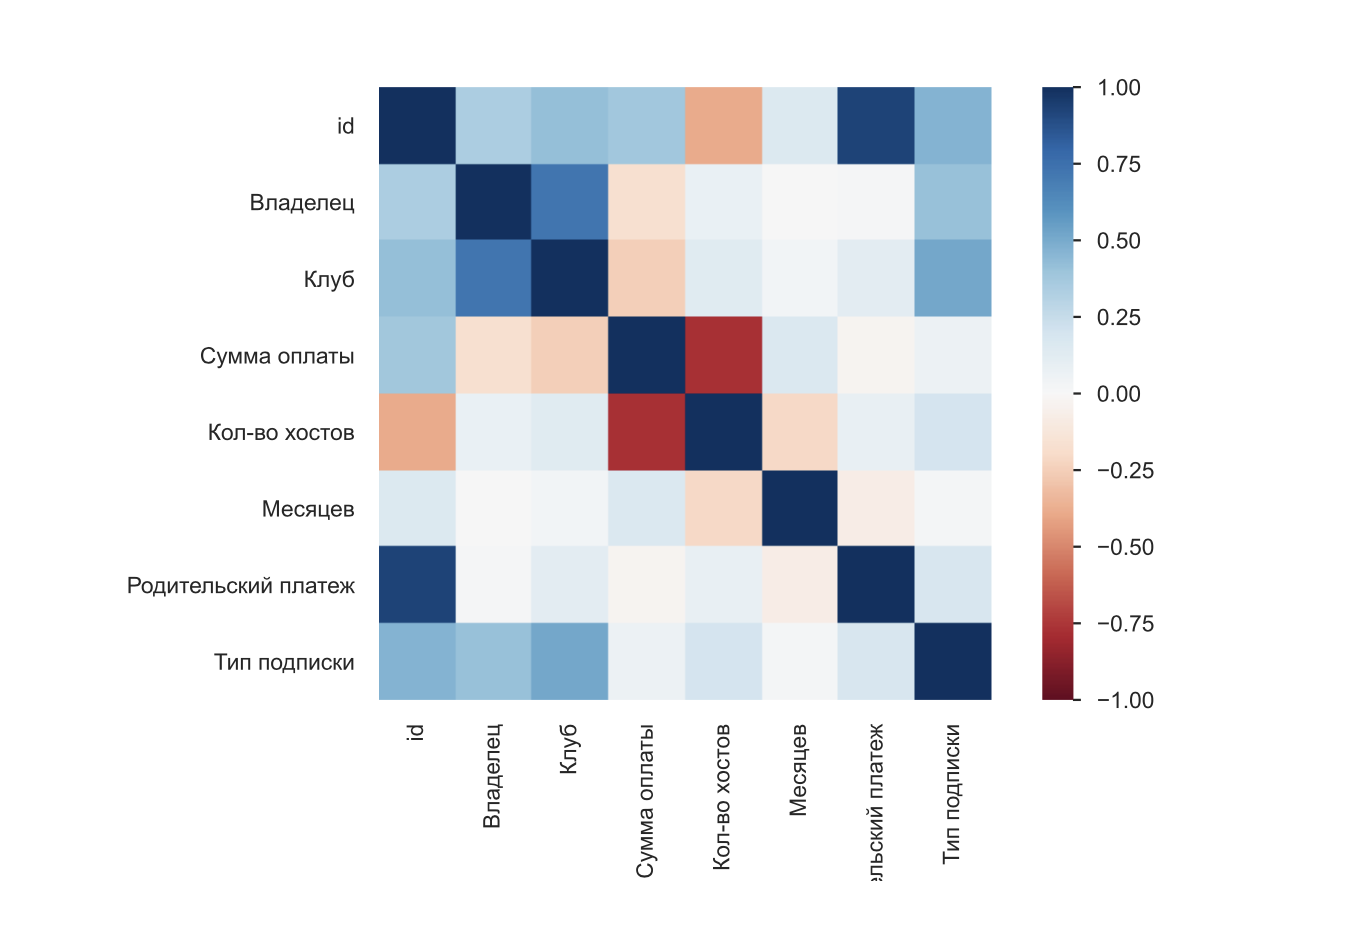 id
Владелец
Клуб
Сумма оплаты
Кол-во хостов
Месяцев
Родительский платеж
Тип подписки
id
Владелец
Клуб
Сумма оплаты
Кол-во хостов
Месяцев
ельский платеж
Тип подписки
1.00
0.75
0.50
0.25
0.00
−0.25
−0.50
−0.75
−1.00